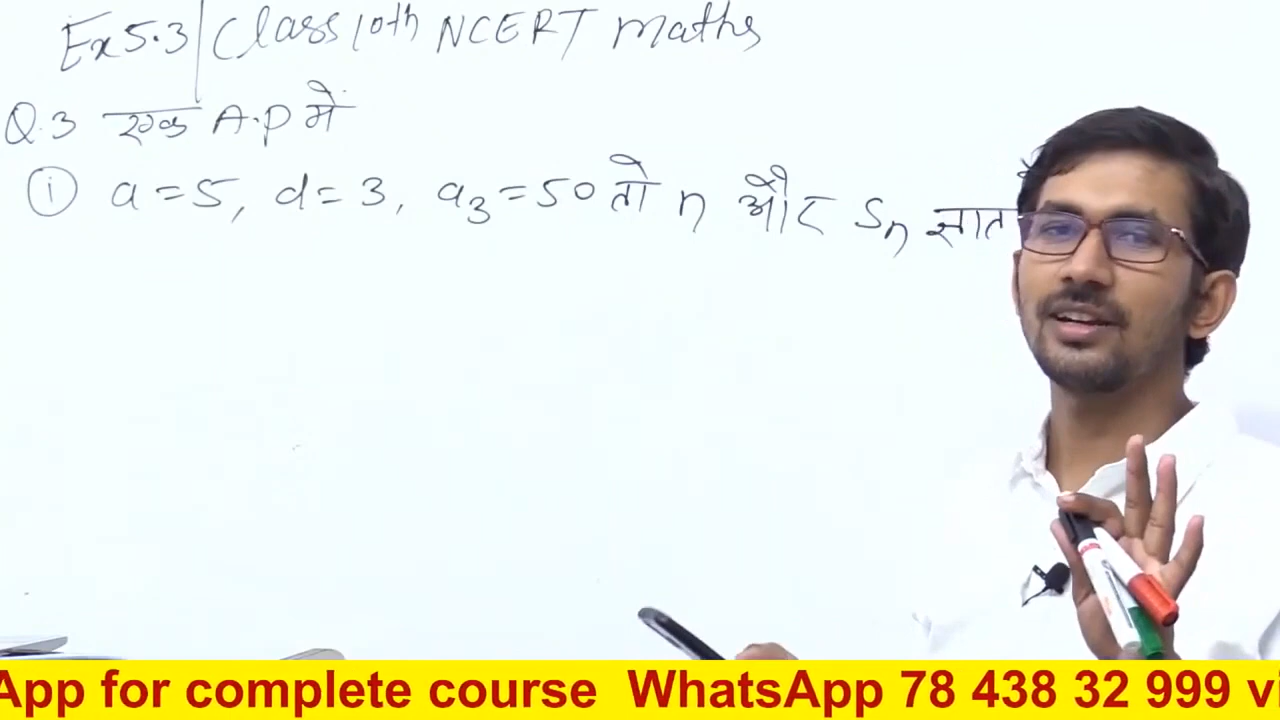 Ex 5.3 | Class 10th NCERT Maths
Q.3 एक A.P में
(i) a = 5, d = 3, a₃ = 50 तो n और Sₙ ज्ञात
App for complete course WhatsApp 78 438 32 999